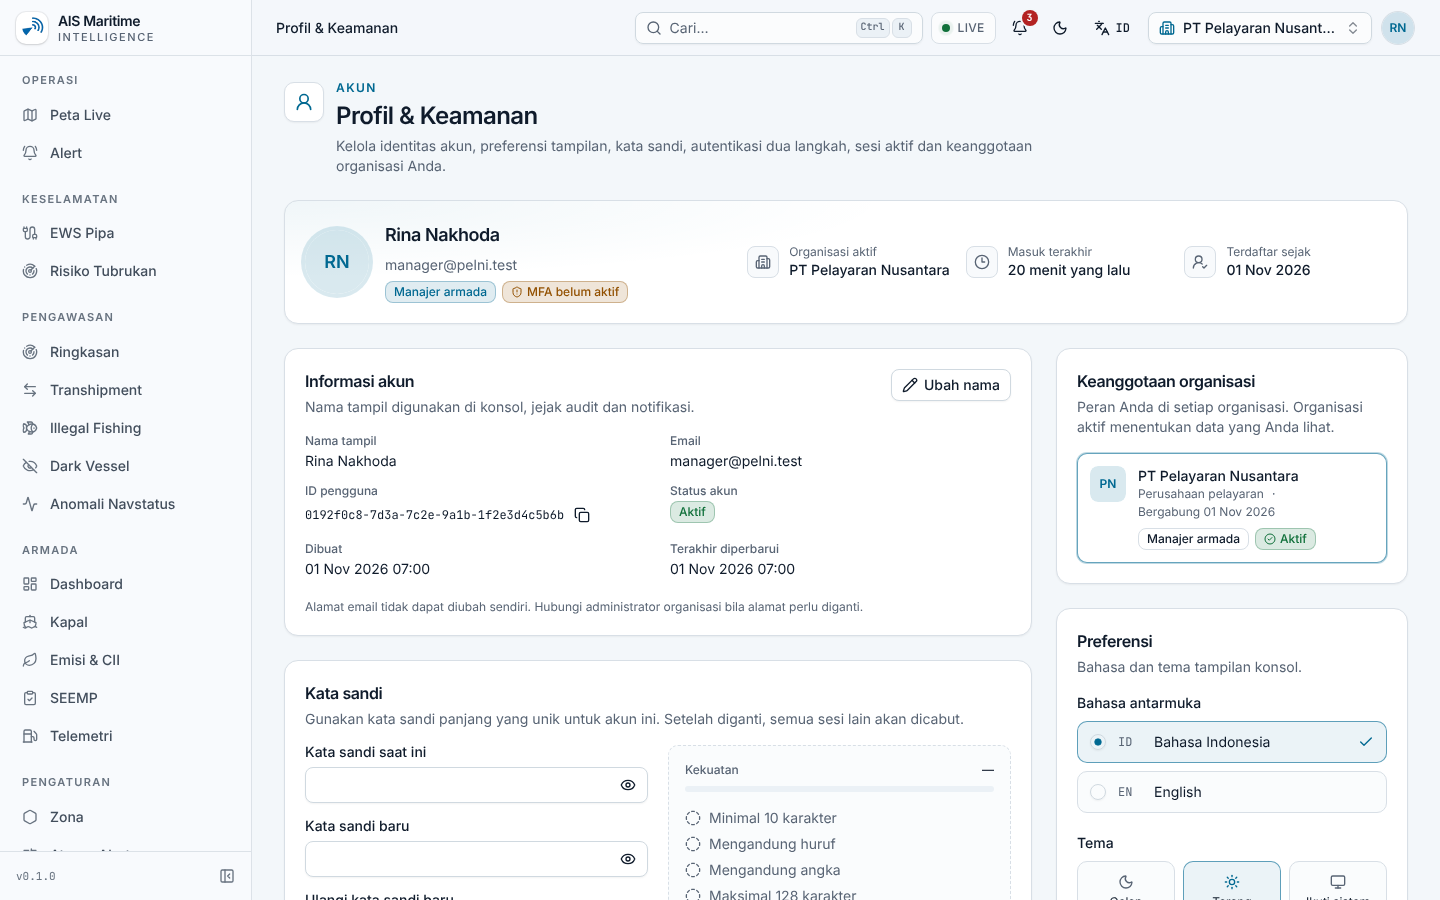 AIS Maritime
INTELLIGENCE
Profil & Keamanan
Cari...
Ctrl K
LIVE
3
ID
PT Pelayaran Nusant...
RN
OPERASI
Peta Live
Alert
KESELAMATAN
EWS Pipa
Risiko Tubrukan
PENGAWASAN
Ringkasan
Transhipment
Illegal Fishing
Dark Vessel
Anomali Navstatus
ARMADA
Dashboard
Kapal
Emisi & CII
SEEMP
Telemetri
PENGATURAN
Zona
v0.1.0
AKUN
Profil & Keamanan
Kelola identitas akun, preferensi tampilan, kata sandi, autentikasi dua langkah, sesi aktif dan keanggotaan
organisasi Anda.
RN
Rina Nakhoda
manager@pelni.test
Manajer armada
MFA belum aktif
Organisasi aktif
PT Pelayaran Nusantara
Masuk terakhir
20 menit yang lalu
Terdaftar sejak
01 Nov 2026
Informasi akun
Nama tampil digunakan di konsol, jejak audit dan notifikasi.
Ubah nama
Nama tampil
Rina Nakhoda
Email
manager@pelni.test
ID pengguna
0192f0c8-7d3a-7c2e-9a1b-1f2e3d4c5b6b
Status akun
Aktif
Dibuat
01 Nov 2026 07:00
Terakhir diperbarui
01 Nov 2026 07:00
Alamat email tidak dapat diubah sendiri. Hubungi administrator organisasi bila alamat perlu diganti.
Kata sandi
Gunakan kata sandi panjang yang unik untuk akun ini. Setelah diganti, semua sesi lain akan dicabut.
Kata sandi saat ini
Kata sandi baru
Ulangi kata sandi baru
Kekuatan
—
Minimal 10 karakter
Mengandung huruf
Mengandung angka
Maksimal 128 karakter
Keanggotaan organisasi
Peran Anda di setiap organisasi. Organisasi
aktif menentukan data yang Anda lihat.
PN
PT Pelayaran Nusantara
Perusahaan pelayaran ·
Bergabung 01 Nov 2026
Manajer armada
Aktif
Preferensi
Bahasa dan tema tampilan konsol.
Bahasa antarmuka
ID Bahasa Indonesia
EN English
Tema